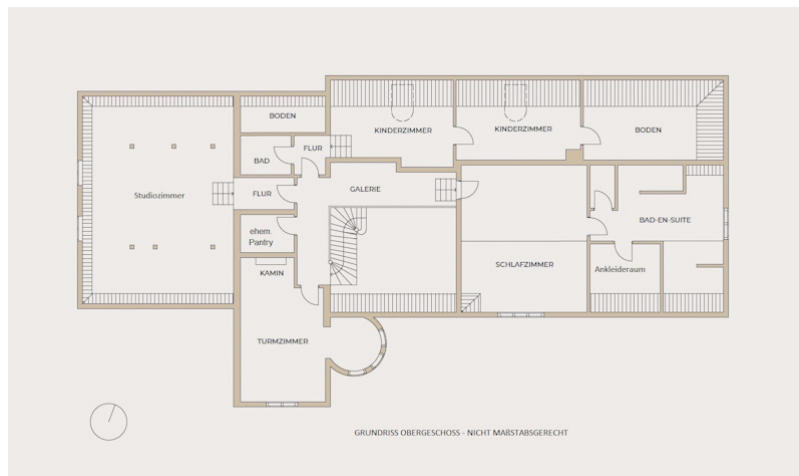 BODEN
KINDERZIMMER
KINDERZIMMER
BODEN
BAD
FLUR
Studiozimmer
FLUR
GALERIE
ehem.
Pantry
BAD-EN-SUITE
KAMIN
SCHLAFZIMMER
Ankleideraum
TURMZIMMER
GRUNDRISS OBERGESCHOSS - NICHT MAßSTABSGERECHT